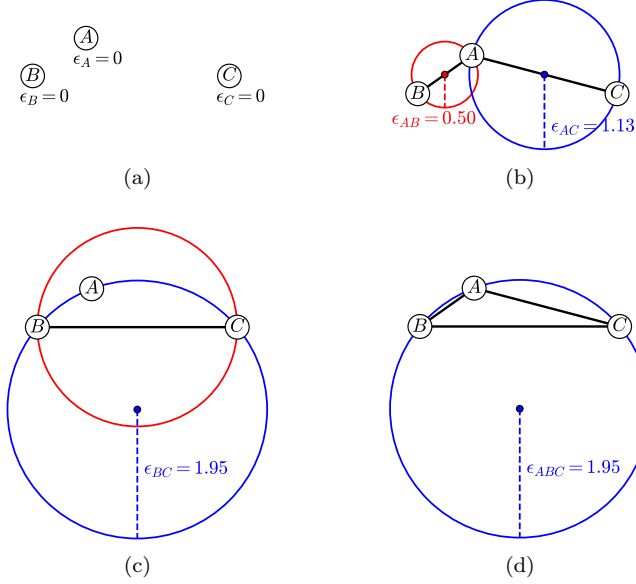 A
ϵ_A = 0
B
ϵ_B = 0
C
ϵ_C = 0
(a)
A
B
C
ϵ_AB = 0.50
ϵ_AC = 1.13
(b)
A
B
C
ϵ_BC = 1.95
(c)
A
B
C
ϵ_ABC = 1.95
(d)